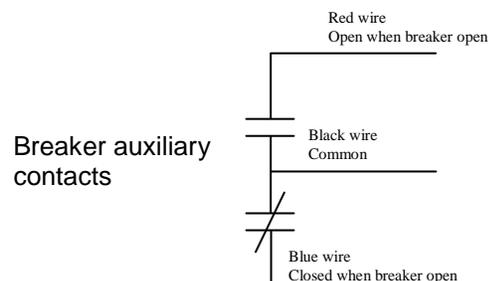 Red wire
Open when breaker open
Breaker auxiliary
contacts
Black wire
Common
Blue wire
Closed when breaker open